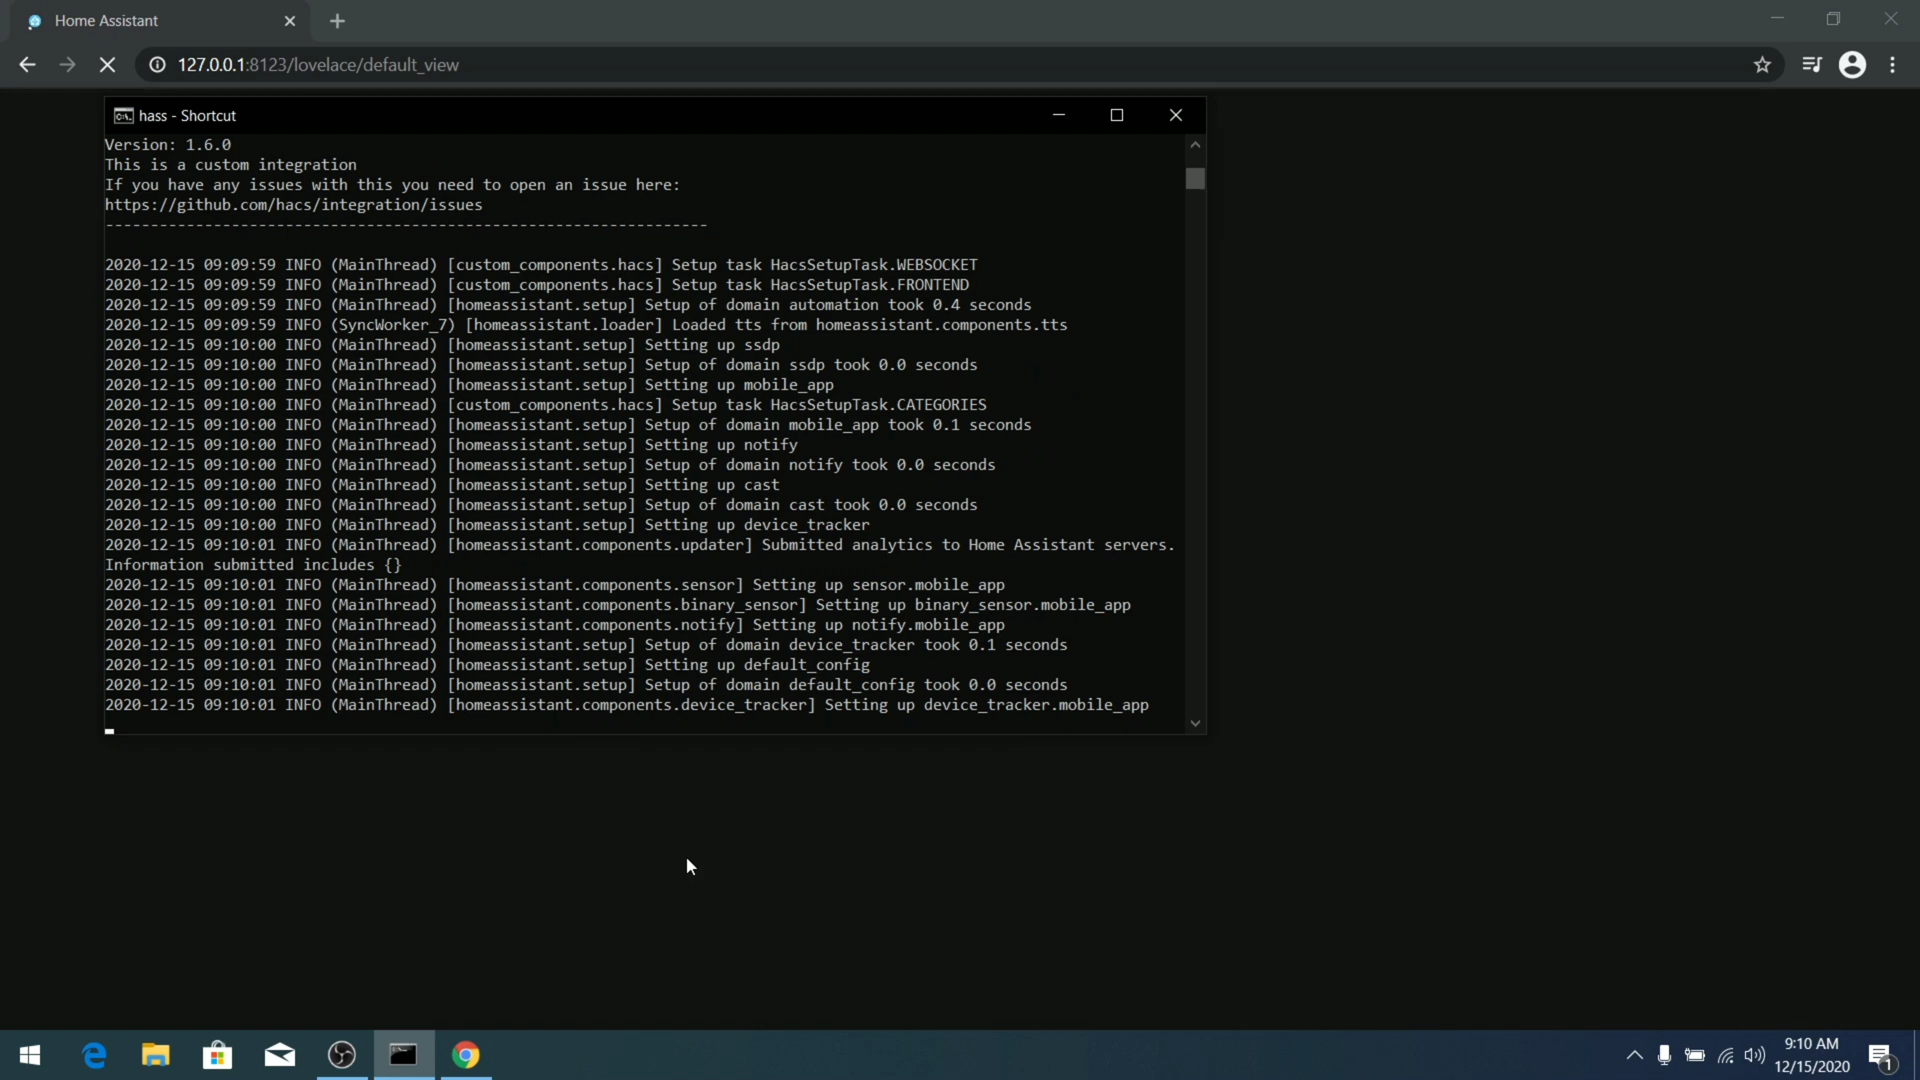 Home Assistant
127.0.0.1:8123/lovelace/default_view
hass - Shortcut
Version: 1.6.0
This is a custom integration
If you have any issues with this you need to open an issue here:
https://github.com/hacs/integration/issues
-------------------------------------------------------------------
2020-12-15 09:09:59 INFO (MainThread) [custom_components.hacs] Setup task HacsSetupTask.WEBSOCKET
2020-12-15 09:09:59 INFO (MainThread) [custom_components.hacs] Setup task HacsSetupTask.FRONTEND
2020-12-15 09:09:59 INFO (MainThread) [homeassistant.setup] Setup of domain automation took 0.4 seconds
2020-12-15 09:09:59 INFO (SyncWorker_7) [homeassistant.loader] Loaded tts from homeassistant.components.tts
2020-12-15 09:10:00 INFO (MainThread) [homeassistant.setup] Setting up ssdp
2020-12-15 09:10:00 INFO (MainThread) [homeassistant.setup] Setup of domain ssdp took 0.0 seconds
2020-12-15 09:10:00 INFO (MainThread) [homeassistant.setup] Setting up mobile_app
2020-12-15 09:10:00 INFO (MainThread) [custom_components.hacs] Setup task HacsSetupTask.CATEGORIES
2020-12-15 09:10:00 INFO (MainThread) [homeassistant.setup] Setup of domain mobile_app took 0.1 seconds
2020-12-15 09:10:00 INFO (MainThread) [homeassistant.setup] Setting up notify
2020-12-15 09:10:00 INFO (MainThread) [homeassistant.setup] Setup of domain notify took 0.0 seconds
2020-12-15 09:10:00 INFO (MainThread) [homeassistant.setup] Setting up cast
2020-12-15 09:10:00 INFO (MainThread) [homeassistant.setup] Setup of domain cast took 0.0 seconds
2020-12-15 09:10:00 INFO (MainThread) [homeassistant.setup] Setting up device_tracker
2020-12-15 09:10:01 INFO (MainThread) [homeassistant.components.updater] Submitted analytics to Home Assistant servers.
Information submitted includes {}
2020-12-15 09:10:01 INFO (MainThread) [homeassistant.components.sensor] Setting up sensor.mobile_app
2020-12-15 09:10:01 INFO (MainThread) [homeassistant.components.binary_sensor] Setting up binary_sensor.mobile_app
2020-12-15 09:10:01 INFO (MainThread) [homeassistant.components.notify] Setting up notify.mobile_app
2020-12-15 09:10:01 INFO (MainThread) [homeassistant.setup] Setup of domain device_tracker took 0.1 seconds
2020-12-15 09:10:01 INFO (MainThread) [homeassistant.setup] Setting up default_config
2020-12-15 09:10:01 INFO (MainThread) [homeassistant.setup] Setup of domain default_config took 0.0 seconds
2020-12-15 09:10:01 INFO (MainThread) [homeassistant.components.device_tracker] Setting up device_tracker.mobile_app
9:10 AM
12/15/2020
1